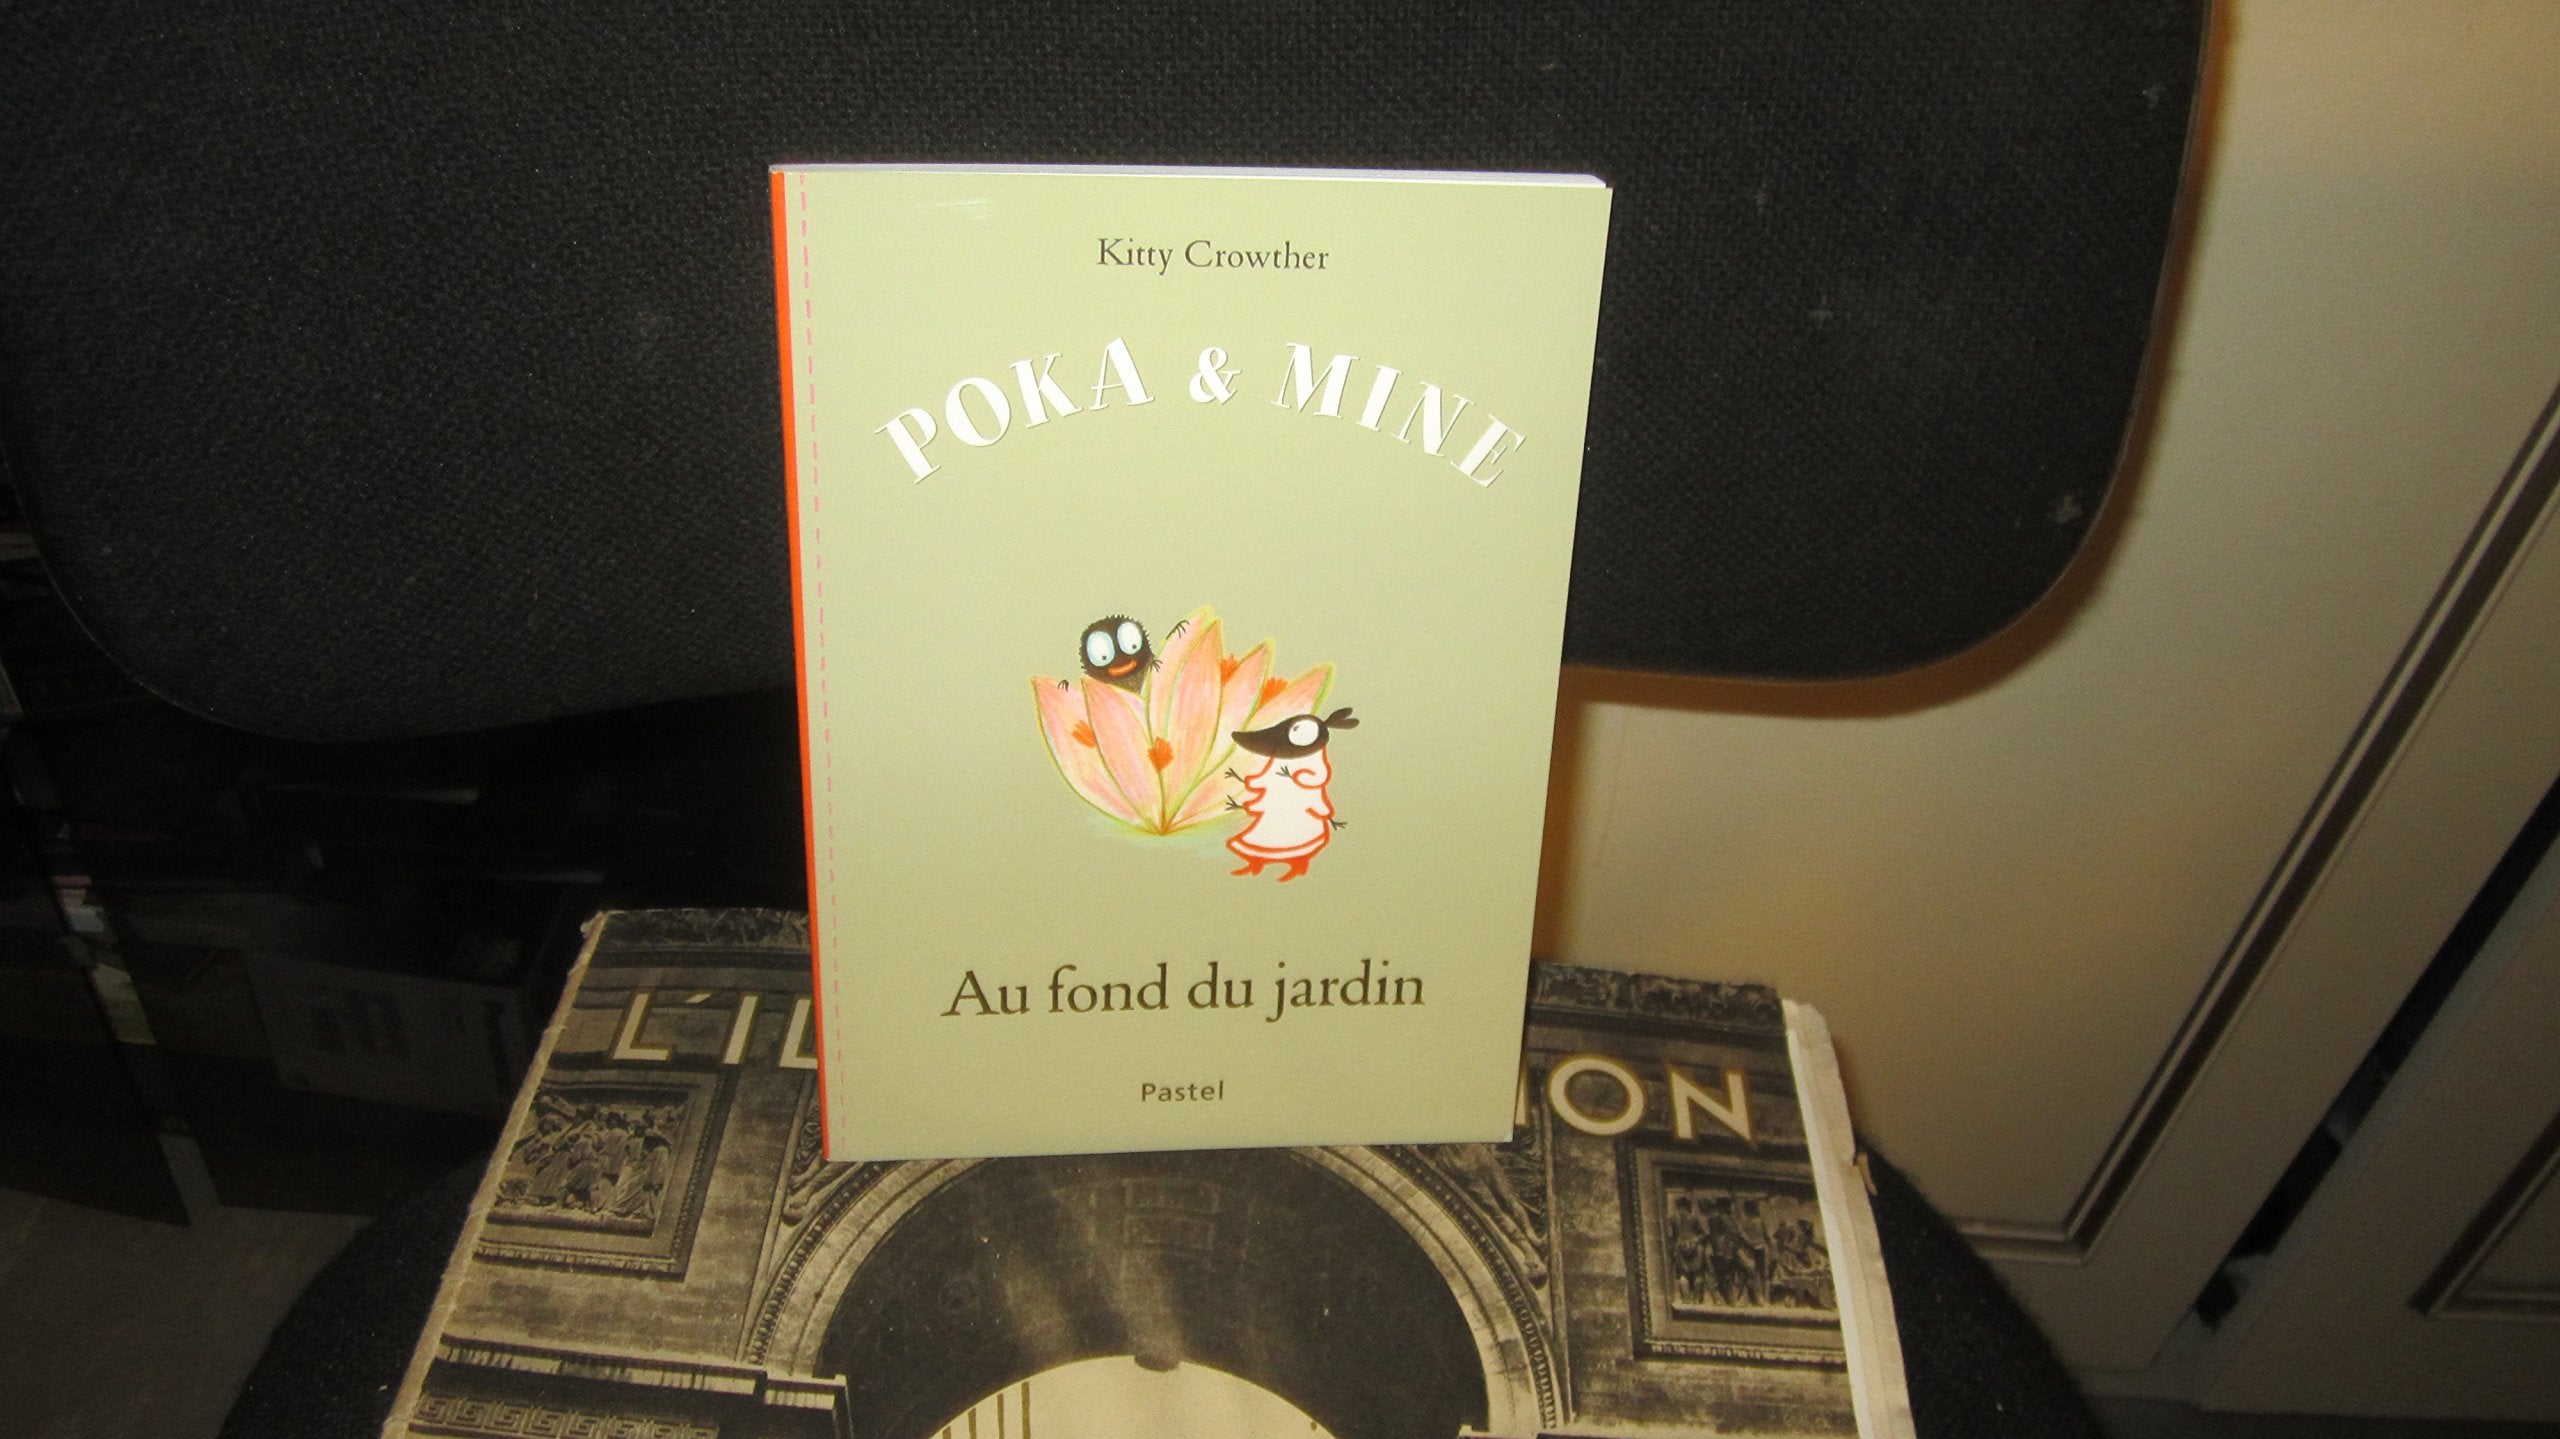 Kitty Crowther
POKA & MINE
Au fond du jardin
Pastel
L'IL ION